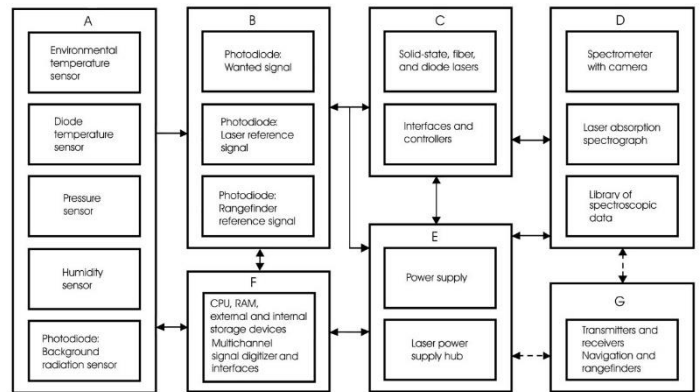 A
Environmental
temperature
sensor
Diode
temperature
sensor
Pressure
sensor
Humidity
sensor
Photodiode:
Background
radiation sensor
B
Photodiode:
Wanted signal
Photodiode:
Laser reference
signal
Photodiode:
Rangefinder
reference signal
F
CPU, RAM,
external and internal
storage devices
Multichannel
signal digitizer and
interfaces
C
Solid-state, fiber,
and diode lasers
Interfaces and
controllers
E
Power supply
Laser power
supply hub
D
Spectrometer
with camera
Laser absorption
spectrograph
Library of
spectroscopic
data
G
Transmitters and
receivers
Navigation and
rangefinders